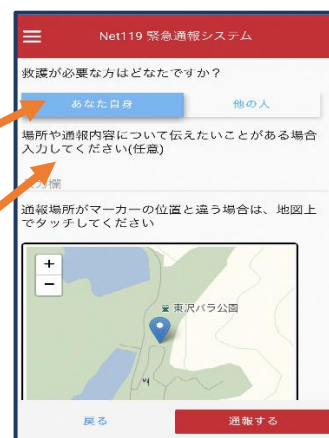 Net119 緊急通報システム
救護が必要な方はどなたですか？
あなた自身
他の人
場所や通報内容について伝えたいことがある場合
入力してください(任意)
入力欄
通報場所がマーカーの位置と違う場合は、地図上
でタッチしてください
+
−
東沢バラ公園
戻る
通報する